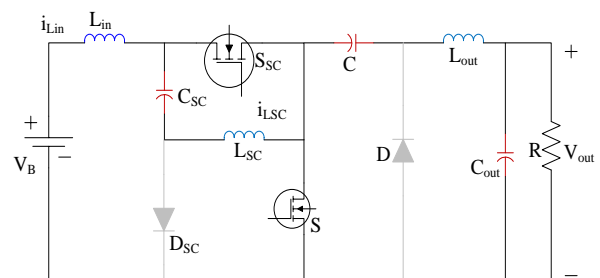 i_Lin
L_in
S_SC
C
L_out
+
C_SC
i_LSC
L_SC
+
V_B
−
D
C_out
R
V_out
D_SC
S
−